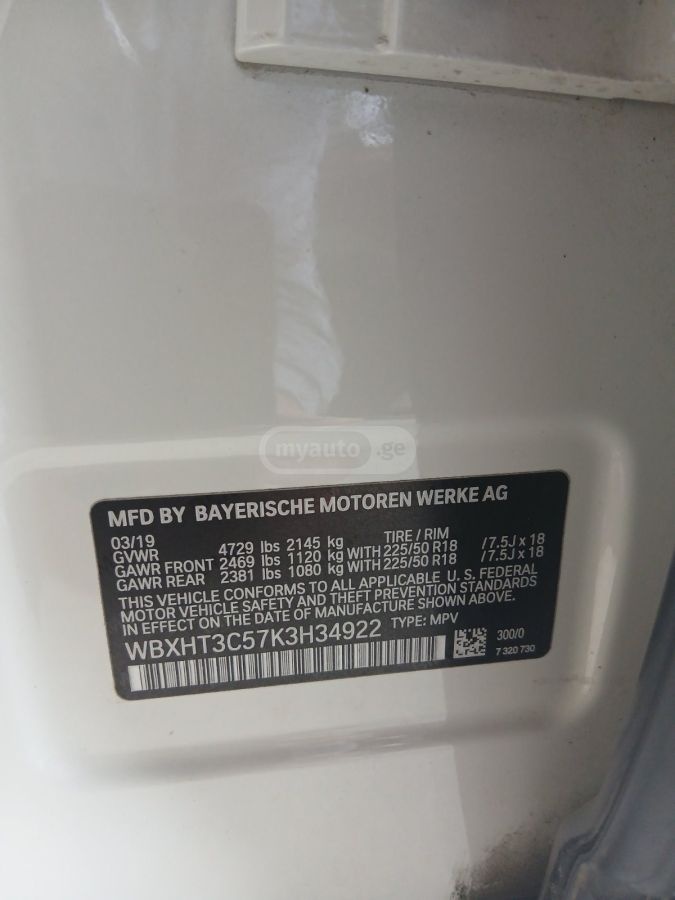 myauto.ge
MFD BY BAYERISCHE MOTOREN WERKE AG
03/19 TIRE / RIM
GVWR 4729 lbs 2145 kg
GAWR FRONT 2469 lbs 1120 kg WITH 225/50 R18 /7.5J x 18
GAWR REAR 2381 lbs 1080 kg WITH 225/50 R18 /7.5J x 18
THIS VEHICLE CONFORMS TO ALL APPLICABLE U. S. FEDERAL
MOTOR VEHICLE SAFETY AND THEFT PREVENTION STANDARDS
IN EFFECT ON THE DATE OF MANUFACTURE SHOWN ABOVE.
WBXHT3C57K3H34922 TYPE: MPV
300/0
7 320 730